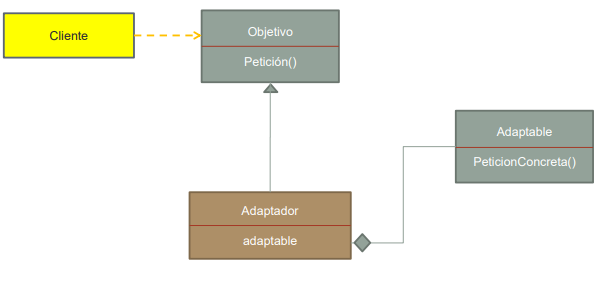 Cliente
Objetivo
Petición()
Adaptable
PeticionConcreta()
Adaptador
adaptable